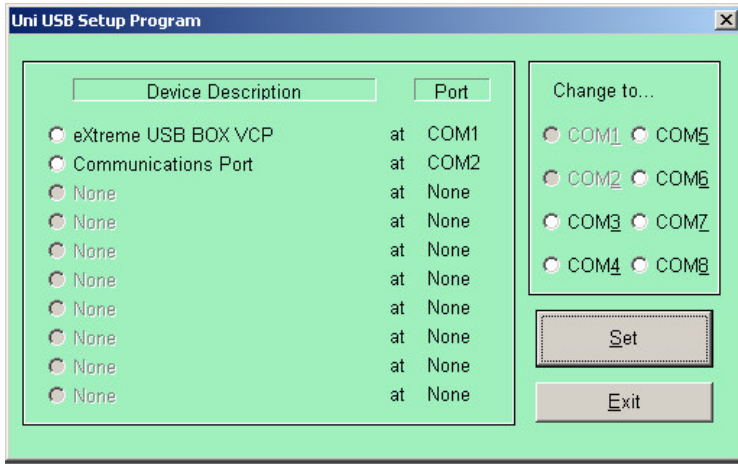 Uni USB Setup Program
Device Description Port
eXtreme USB BOX VCP at COM1
Communications Port at COM2
None at None
None at None
None at None
None at None
None at None
None at None
None at None
None at None
Change to...
COM1 COM5
COM2 COM6
COM3 COM7
COM4 COM8
Set
Exit